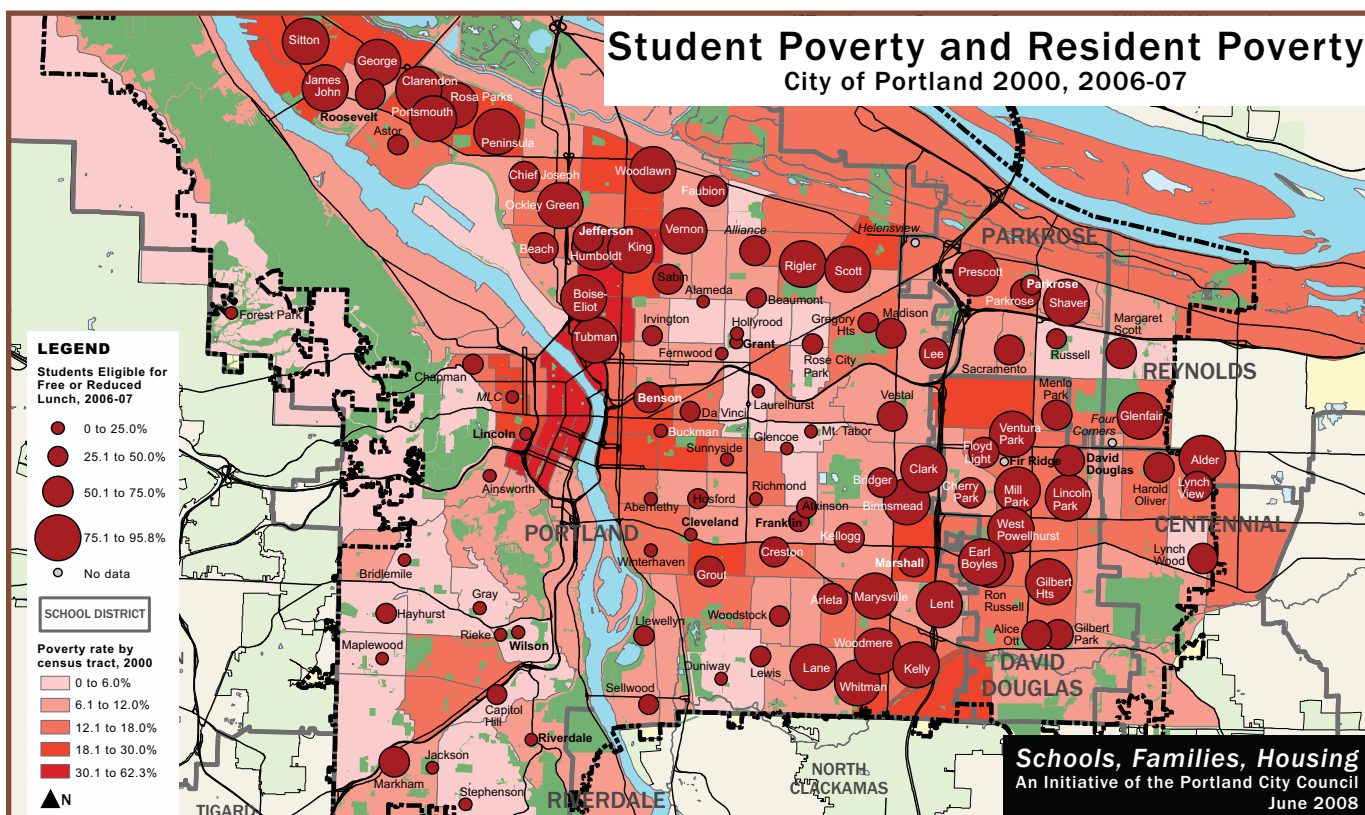 Student Poverty and Resident Poverty
City of Portland 2000, 2006-07
Sitton
George
James
John
Clarendon
Rosa Parks
Portsmouth
Roosevelt
Astor
Peninsula
Chief Joseph
Woodlawn
Faubion
Ockley Green
Beach
Jefferson
Humboldt
King
Vernon
Alliance
Helensview
PARKROSE
Rigler
Scott
Prescott
Parkrose
Parkrose
Shaver
Sabin
Alameda
Beaumont
Boise-
Eliot
Forest Park
Irvington
Hollyrood
Grant
Gregory
Hts
Madison
Margaret
Scott
Russell
Tubman
Fernwood
Rose City
Park
Lee
Sacramento
REYNOLDS
Chapman
MLC
Benson
Da Vinci
Laurelhurst
Vestal
Menlo
Park
Four
Corners
Glenfair
Lincoln
Buckman
Sunnyside
Glencoe
Mt. Tabor
Ventura
Park
Floyd
Light
Fir Ridge
David
Douglas
Alder
Ainsworth
Abernethy
Hosford
Richmond
Atkinson
Bridger
Clark
Binnsmead
Cherry
Park
Mill
Park
Lincoln
Park
Harold
Oliver
Lynch
View
PORTLAND
Cleveland
Franklin
Kellogg
West
Powellhurst
CENTENNIAL
Bridlemile
Winterhaven
Grout
Creston
Marshall
Earl
Boyles
Lynch
Wood
Gray
Hayhurst
Rieke
Wilson
Llewellyn
Woodstock
Arleta
Marysville
Lent
Ron
Russell
Gilbert
Hts
Maplewood
Duniway
Lewis
Woodmere
Alice
Ott
Gilbert
Park
Capitol
Hill
Sellwood
Lane
Whitman
Kelly
DAVID
DOUGLAS
Riverdale
Jackson
Markham
Stephenson
RIVERDALE
TIGARD
NORTH
CLACKAMAS
LEGEND
Students Eligible for
Free or Reduced
Lunch, 2006-07
0 to 25.0%
25.1 to 50.0%
50.1 to 75.0%
75.1 to 95.8%
No data
SCHOOL DISTRICT
Poverty rate by
census tract, 2000
0 to 6.0%
6.1 to 12.0%
12.1 to 18.0%
18.1 to 30.0%
30.1 to 62.3%
N
Schools, Families, Housing
An Initiative of the Portland City Council
June 2008